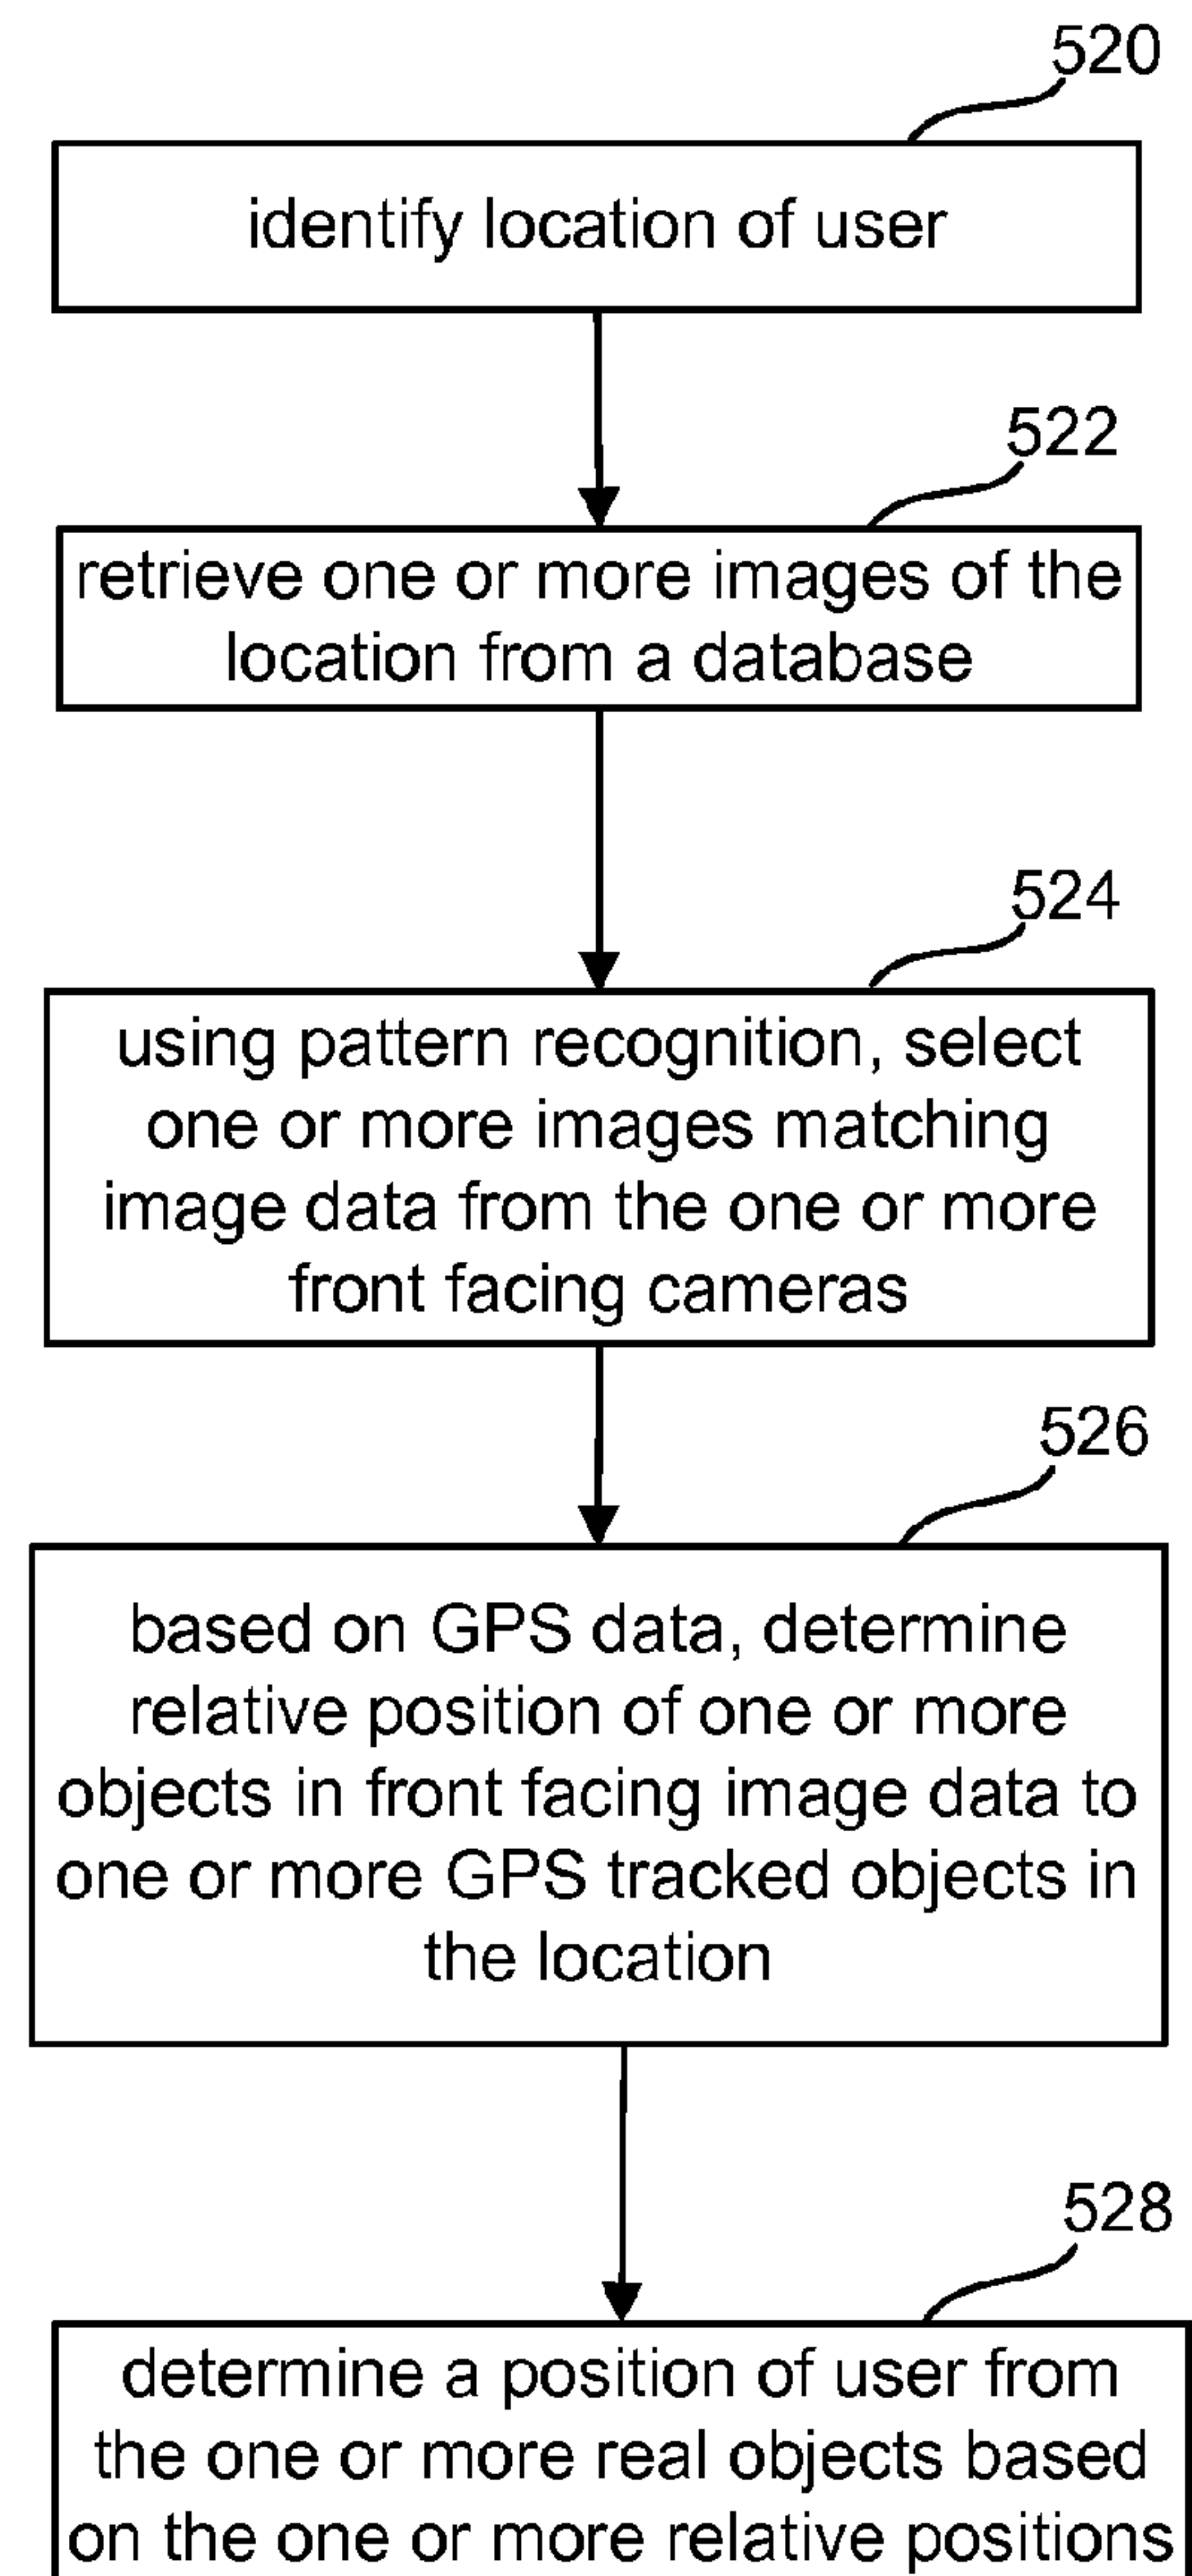 520
identify location of user
522
retrieve one or more images of the
location from a database
524
using pattern recognition, select
one or more images matching
image data from the one or more
front facing cameras
526
based on GPS data, determine
relative position of one or more
objects in front facing image data to
one or more GPS tracked objects in
the location
528
determine a position of user from
the one or more real objects based
on the one or more relative positions